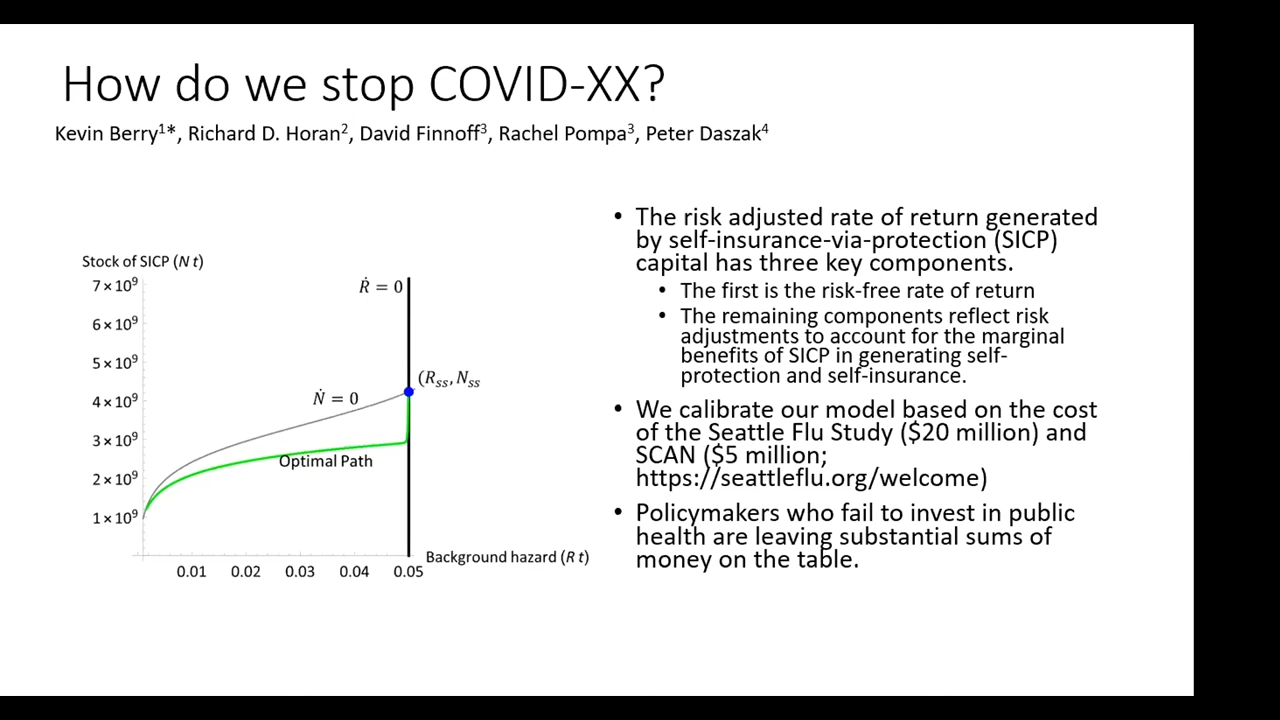 How do we stop COVID-XX?
Kevin Berry¹*, Richard D. Horan², David Finnoff³, Rachel Pompa³, Peter Daszak⁴
Stock of SICP (N t)
7×10⁹
6×10⁹
5×10⁹
4×10⁹
3×10⁹
2×10⁹
1×10⁹
Ṙ = 0
(R_ss, N_ss
Ṅ = 0
Optimal Path
Background hazard (R t)
0.01 0.02 0.03 0.04 0.05
• The risk adjusted rate of return generated
by self-insurance-via-protection (SICP)
capital has three key components.
• The first is the risk-free rate of return
• The remaining components reflect risk
adjustments to account for the marginal
benefits of SICP in generating self-
protection and self-insurance.
• We calibrate our model based on the cost
of the Seattle Flu Study ($20 million) and
SCAN ($5 million;
https://seattleflu.org/welcome)
• Policymakers who fail to invest in public
health are leaving substantial sums of
money on the table.